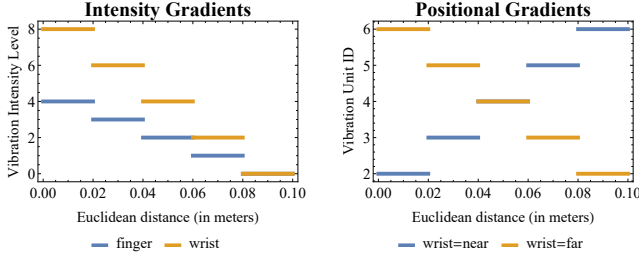 Intensity Gradients
Vibration Intensity Level
8
6
4
2
0
0.00 0.02 0.04 0.06 0.08 0.10
Euclidean distance (in meters)
finger wrist
Positional Gradients
Vibration Unit ID
6
5
4
3
2
0.00 0.02 0.04 0.06 0.08 0.10
Euclidean distance (in meters)
wrist=near wrist=far